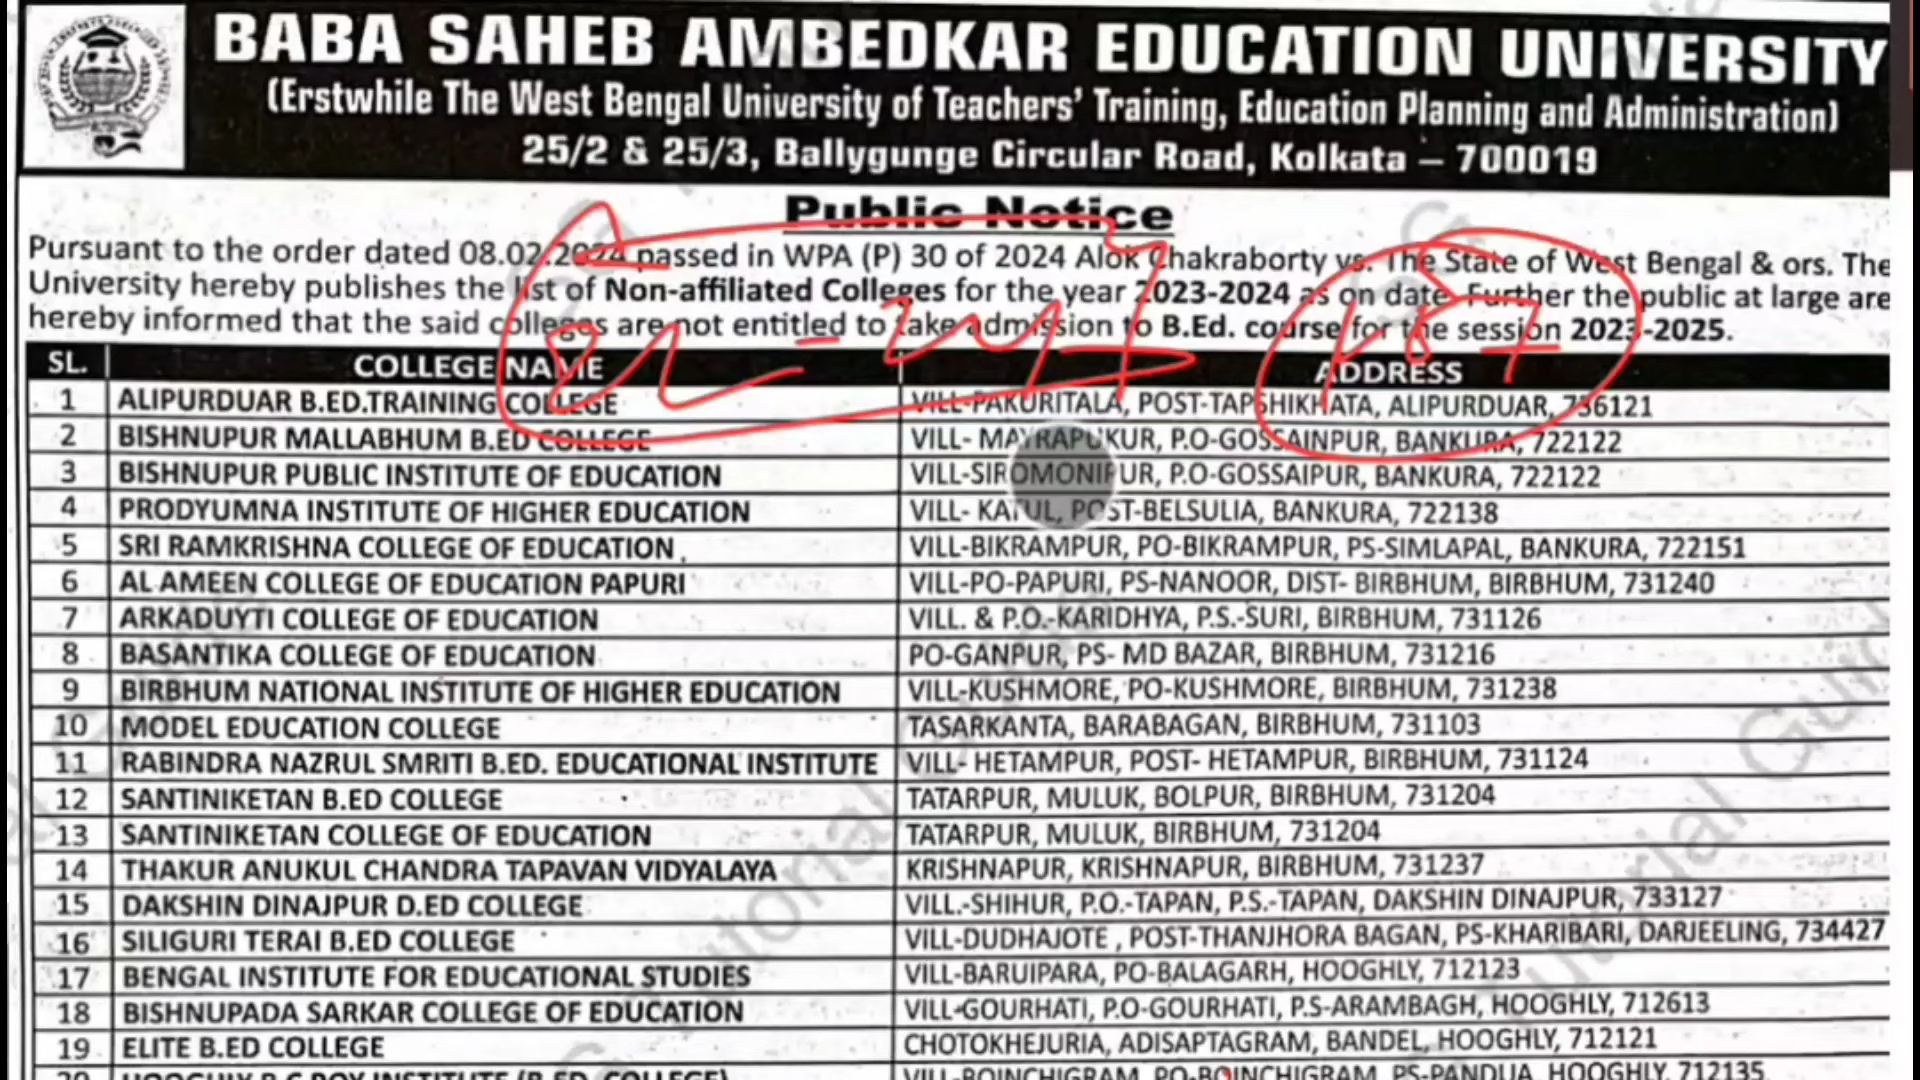 BABA SAHEB AMBEDKAR EDUCATION UNIVERSITY
(Erstwhile The West Bengal University of Teachers' Training, Education Planning and Administration)
25/2 & 25/3, Ballygunge Circular Road, Kolkata – 700019
Public Notice
Pursuant to the order dated 08.02.2024 passed in WPA (P) 30 of 2024 Alok Chakraborty vs. The State of West Bengal & ors. The
University hereby publishes the list of Non-affiliated Colleges for the year 2023-2024 as on date. Further the public at large are
hereby informed that the said colleges are not entitled to take admission to B.Ed. course for the session 2023-2025.
SL. COLLEGE NAME ADDRESS
1 ALIPURDUAR B.ED.TRAINING COLLEGE VILL-PAKURITALA, POST-TAPSHIKHATA, ALIPURDUAR, 736121
2 BISHNUPUR MALLABHUM B.ED COLLEGE VILL- MAYRAPUKUR, P.O-GOSSAINPUR, BANKURA, 722122
3 BISHNUPUR PUBLIC INSTITUTE OF EDUCATION VILL-SIROMONIPUR, P.O-GOSSAIPUR, BANKURA, 722122
4 PRODYUMNA INSTITUTE OF HIGHER EDUCATION VILL- KATUL, POST-BELSULIA, BANKURA, 722138
5 SRI RAMKRISHNA COLLEGE OF EDUCATION VILL-BIKRAMPUR, PO-BIKRAMPUR, PS-SIMLAPAL, BANKURA, 722151
6 AL AMEEN COLLEGE OF EDUCATION PAPURI VILL-PO-PAPURI, PS-NANOOR, DIST- BIRBHUM, BIRBHUM, 731240
7 ARKADUYTI COLLEGE OF EDUCATION VILL. & P.O.-KARIDHYA, P.S.-SURI, BIRBHUM, 731126
8 BASANTIKA COLLEGE OF EDUCATION PO-GANPUR, PS- MD BAZAR, BIRBHUM, 731216
9 BIRBHUM NATIONAL INSTITUTE OF HIGHER EDUCATION VILL-KUSHMORE, PO-KUSHMORE, BIRBHUM, 731238
10 MODEL EDUCATION COLLEGE TASARKANTA, BARABAGAN, BIRBHUM, 731103
11 RABINDRA NAZRUL SMRITI B.ED. EDUCATIONAL INSTITUTE VILL- HETAMPUR, POST- HETAMPUR, BIRBHUM, 731124
12 SANTINIKETAN B.ED COLLEGE TATARPUR, MULUK, BOLPUR, BIRBHUM, 731204
13 SANTINIKETAN COLLEGE OF EDUCATION TATARPUR, MULUK, BIRBHUM, 731204
14 THAKUR ANUKUL CHANDRA TAPAVAN VIDYALAYA KRISHNAPUR, KRISHNAPUR, BIRBHUM, 731237
15 DAKSHIN DINAJPUR D.ED COLLEGE VILL.-SHIHUR, P.O.-TAPAN, P.S.-TAPAN, DAKSHIN DINAJPUR, 733127
16 SILIGURI TERAI B.ED COLLEGE VILL-DUDHAJOTE , POST-THANJHORA BAGAN, PS-KHARIBARI, DARJEELING, 734427
17 BENGAL INSTITUTE FOR EDUCATIONAL STUDIES VILL-BARUIPARA, PO-BALAGARH, HOOGHLY, 712123
18 BISHNUPADA SARKAR COLLEGE OF EDUCATION VILL-GOURHATI, P.O-GOURHATI, P.S-ARAMBAGH, HOOGHLY, 712613
19 ELITE B.ED COLLEGE CHOTOKHEJURIA, ADISAPTAGRAM, BANDEL, HOOGHLY, 712121
20 HOOGHLY B C ROY INSTITUTE (B.ED. COLLEGE) VILL-BOINCHIGRAM, PO-BOINCHIGRAM, PS-PANDUA, HOOGHLY, 712135